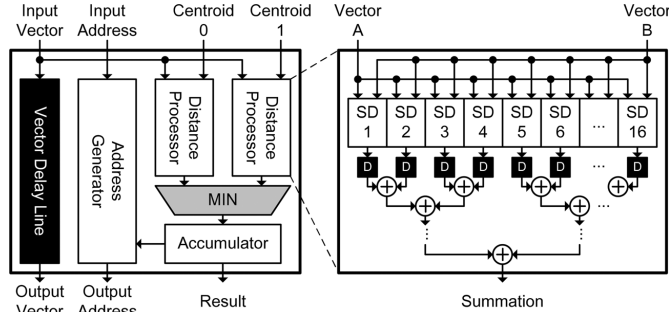 Input Vector
Input Address
Centroid 0
Centroid 1
Vector A
Vector B
Vector Delay Line
Address Generator
Distance Processor
Distance Processor
MIN
Accumulator
Output Vector
Output Address
Result
SD 1
SD 2
SD 3
SD 4
SD 5
SD 6
...
SD 16
D D D D D D ... D
...
Summation